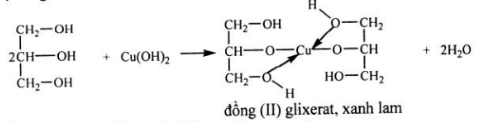 CH₂—OH
2CH—OH + Cu(OH)₂ ⟶
CH₂—OH
H
CH₂—OH O—CH₂
CH—O—Cu—O—CH + 2H₂O
CH₂—O HO—CH₂
H
đồng (II) glixerat, xanh lam